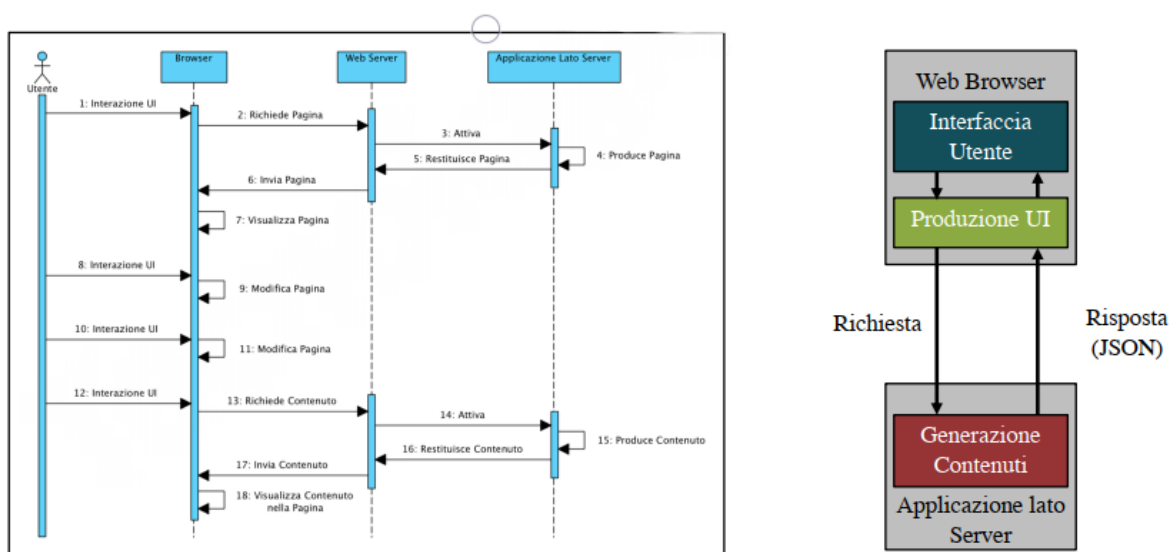 Browser
Web Server
Applicazione Lato Server
Utente
1: Interazione UI
2: Richiede Pagina
3: Attiva
4: Produce Pagina
5: Restituisce Pagina
6: Invia Pagina
7: Visualizza Pagina
8: Interazione UI
9: Modifica Pagina
10: Interazione UI
11: Modifica Pagina
12: Interazione UI
13: Richiede Contenuto
14: Attiva
15: Produce Contenuto
16: Restituisce Contenuto
17: Invia Contenuto
18: Visualizza Contenuto
nella Pagina
Web Browser
Interfaccia
Utente
Produzione UI
Richiesta
Risposta
(JSON)
Generazione
Contenuti
Applicazione lato
Server